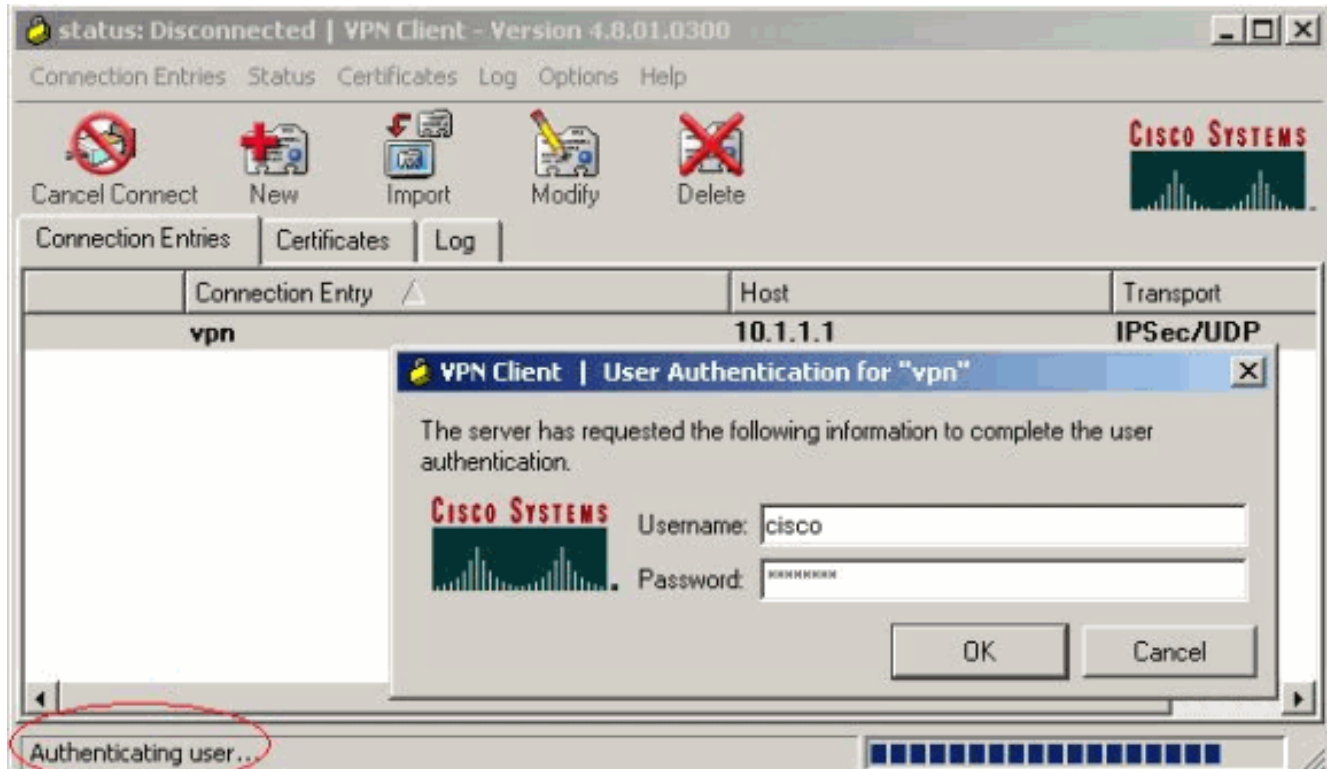 status: Disconnected | VPN Client - Version 4.8.01.0300
Connection Entries Status Certificates Log Options Help
Cancel Connect New Import Modify Delete
CISCO SYSTEMS
Connection Entries Certificates Log
Connection Entry Host Transport
vpn 10.1.1.1 IPSec/UDP
VPN Client | User Authentication for "vpn"
The server has requested the following information to complete the user
authentication.
CISCO SYSTEMS
Username: cisco
Password: ********
OK Cancel
Authenticating user...